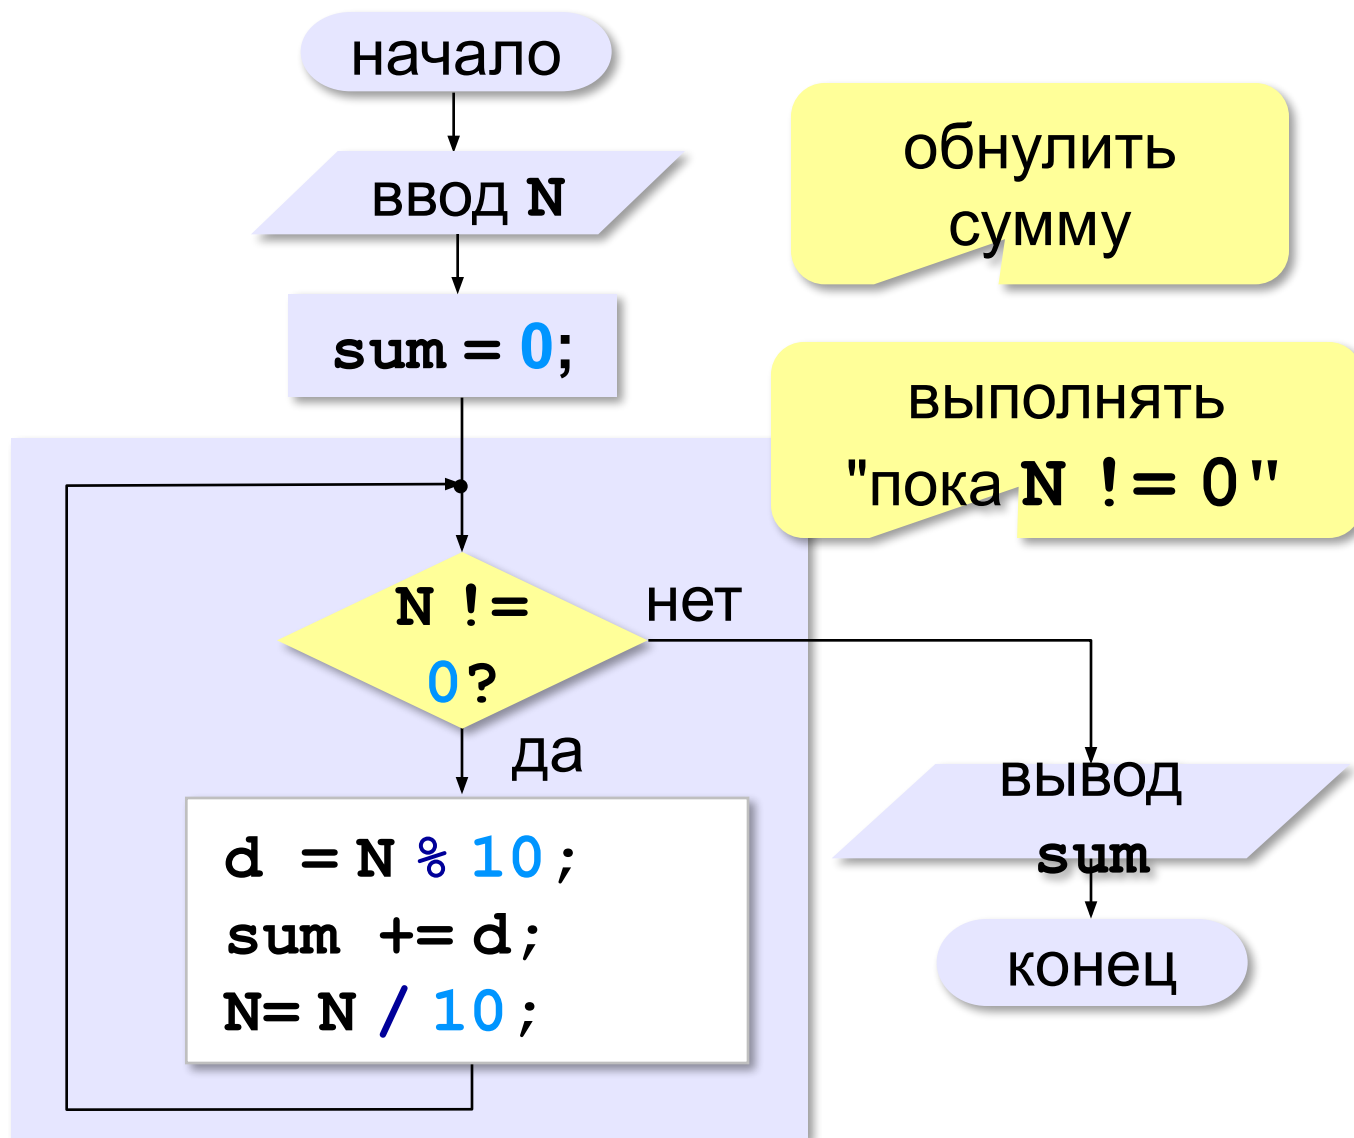 начало
ввод N
sum = 0;
обнулить
сумму
выполнять
"пока N != 0"
N !=
0?
нет
да
d = N % 10;
sum += d;
N= N / 10;
вывод
sum
конец